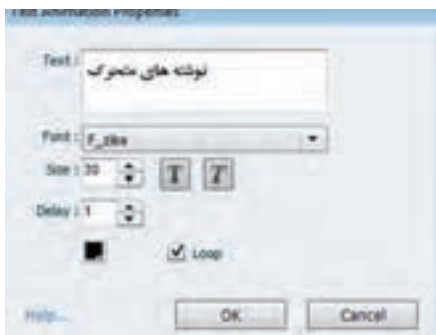 Text Animation Properties
Text :
نوشته های متحرک
Font : F_ziba
Size : 30 T T
Delay : 1
Loop
Help...
OK Cancel